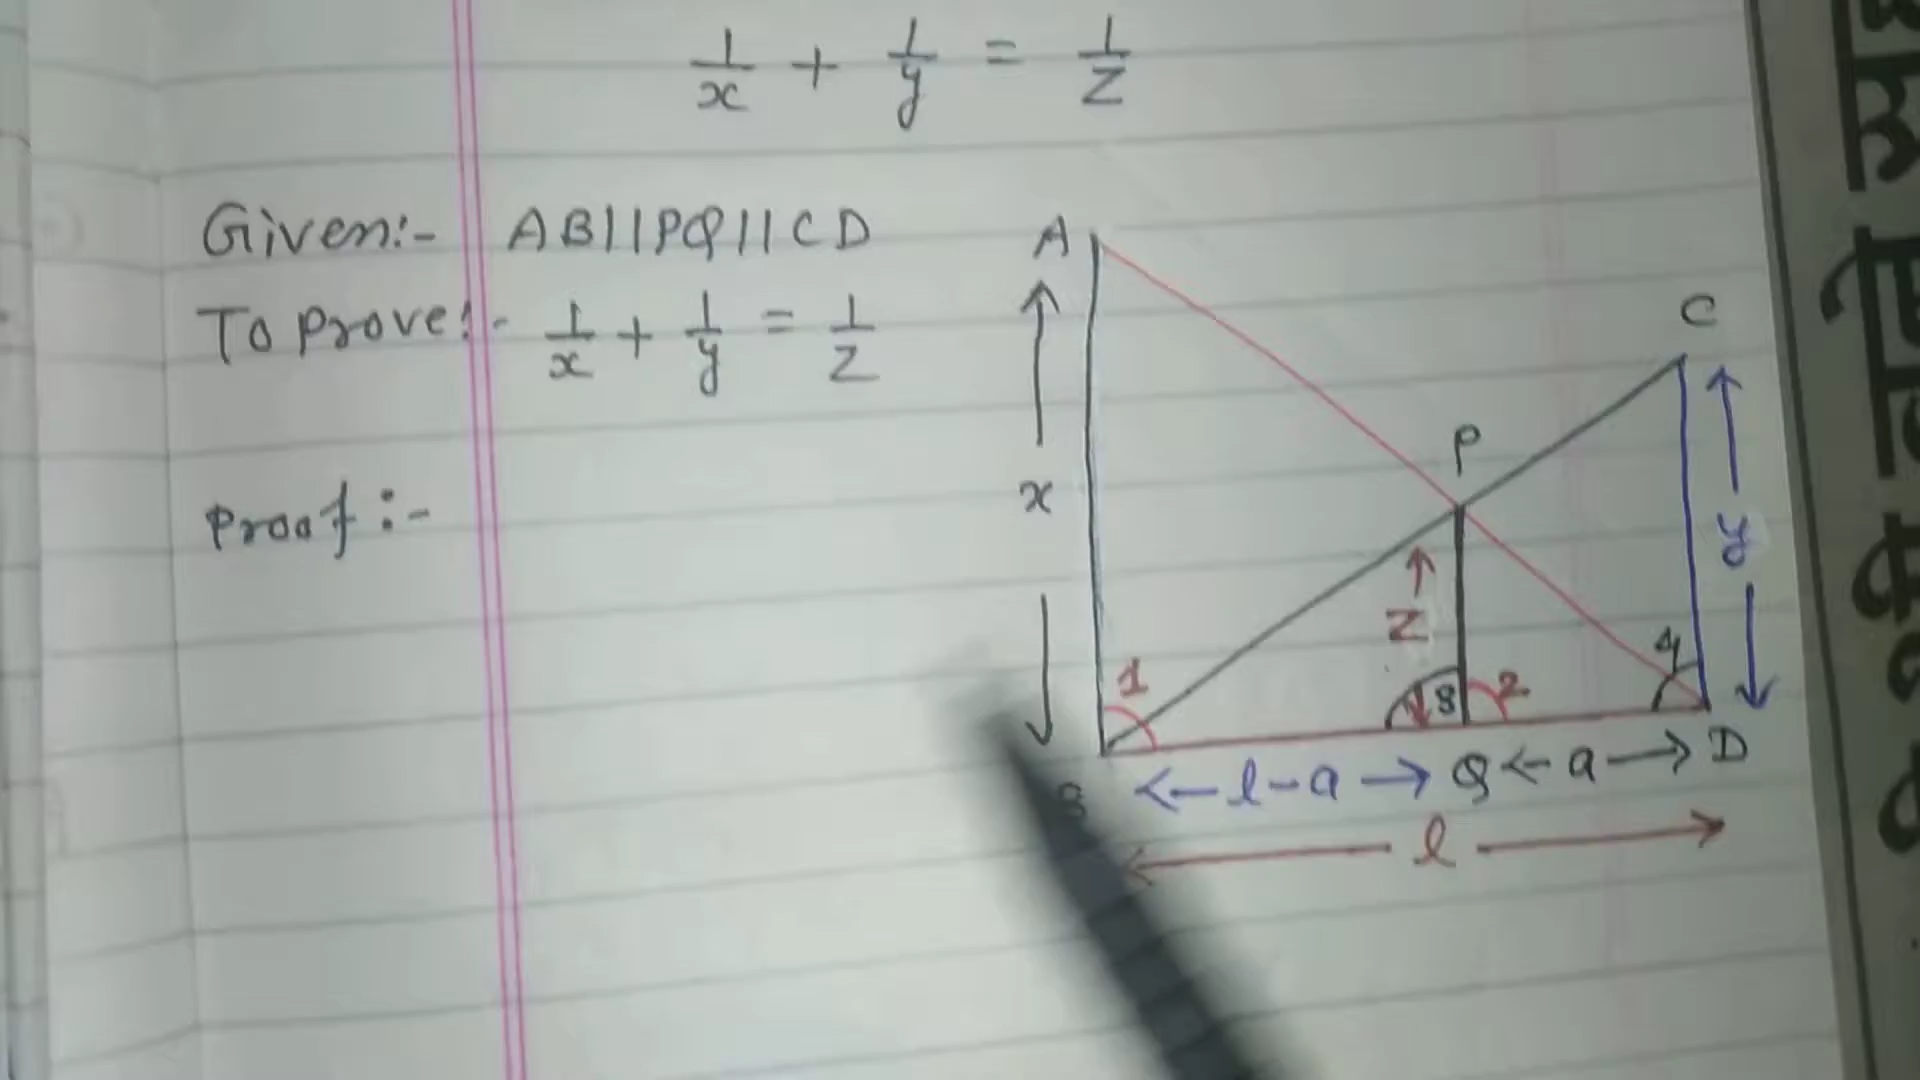 1/x + 1/y = 1/z
Given:- AB||PQ||CD
To prove:- 1/x + 1/y = 1/z
Proof :-
A
C
P
x
y
z
1
3
2
4
B
l-a
Q
a
D
l